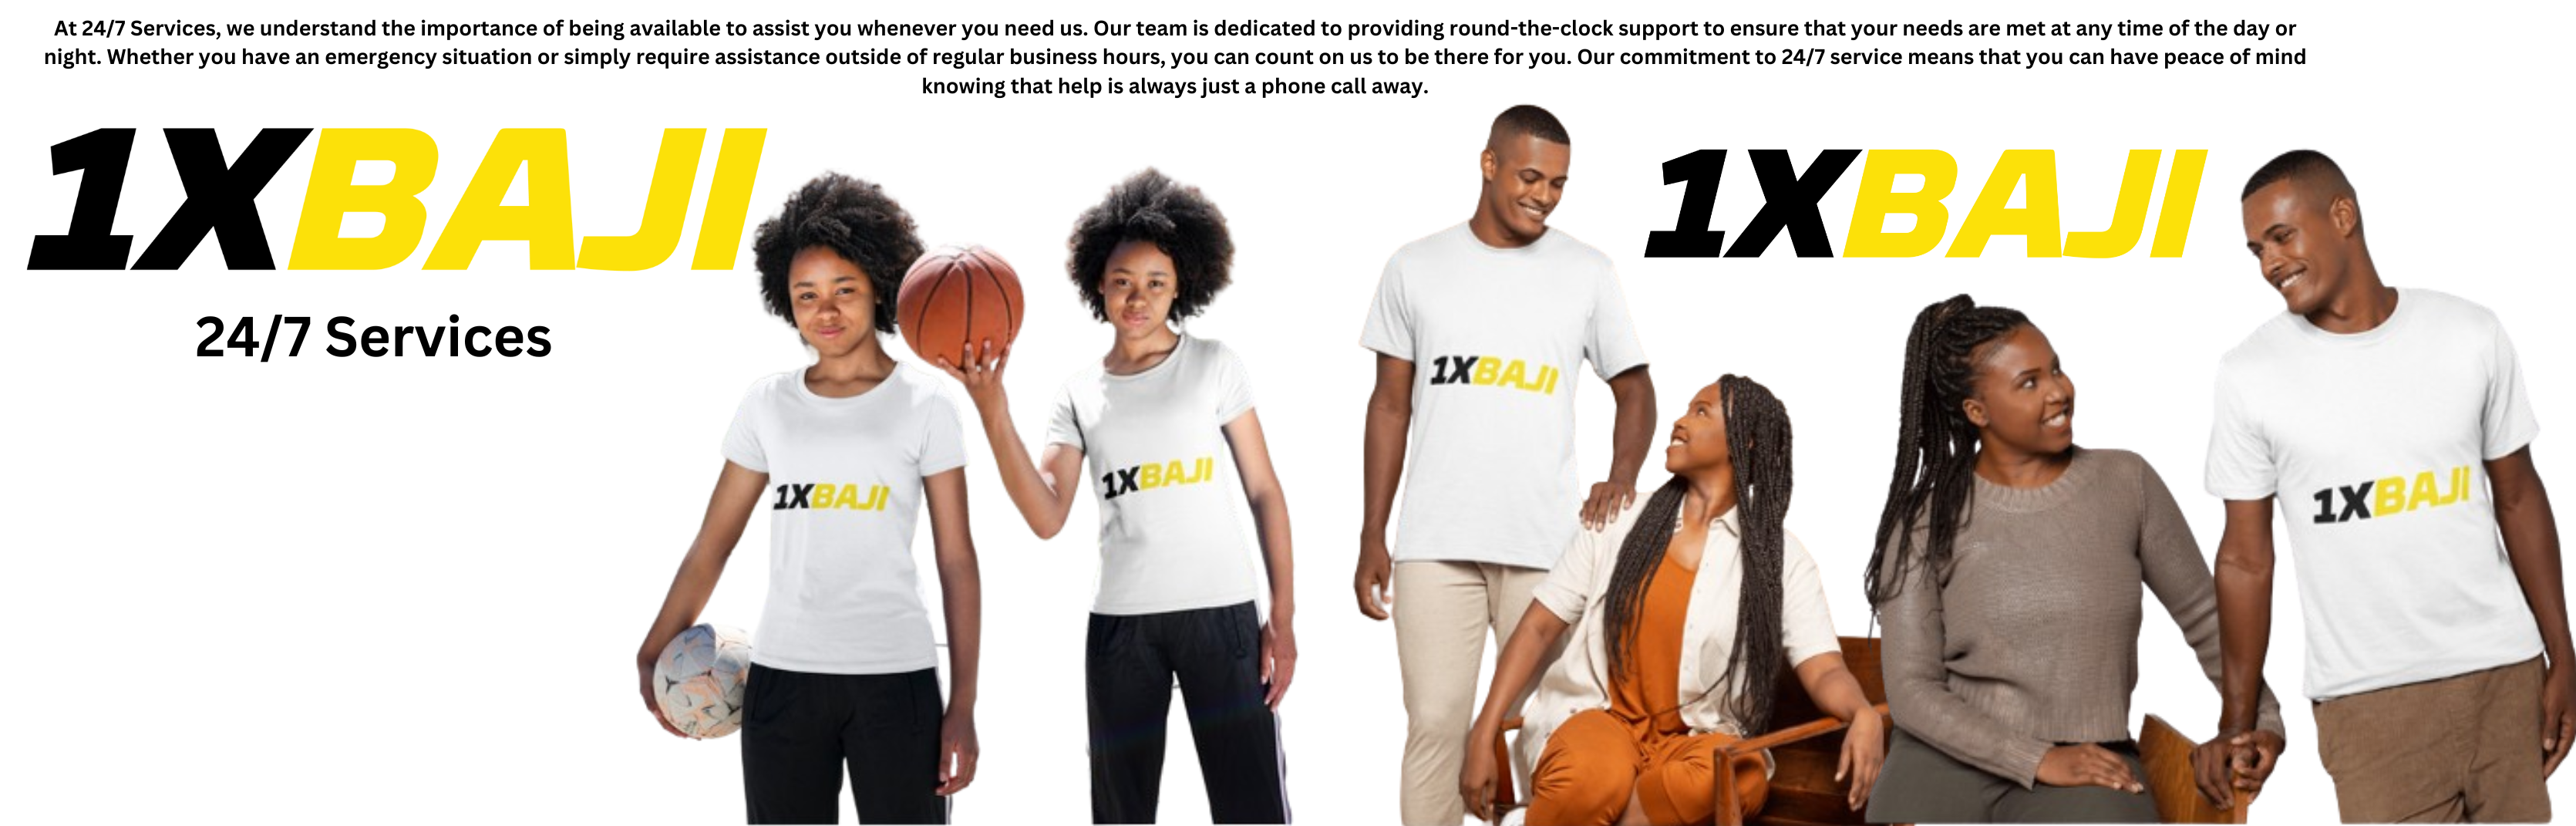 At 24/7 Services, we understand the importance of being available to assist you whenever you need us. Our team is dedicated to providing round-the-clock support to ensure that your needs are met at any time of the day or
night. Whether you have an emergency situation or simply require assistance outside of regular business hours, you can count on us to be there for you. Our commitment to 24/7 service means that you can have peace of mind
knowing that help is always just a phone call away.
1XBAJI
24/7 Services
1XBAJI
1XBAJI
1XBAJI
1XBAJI
1XBAJI